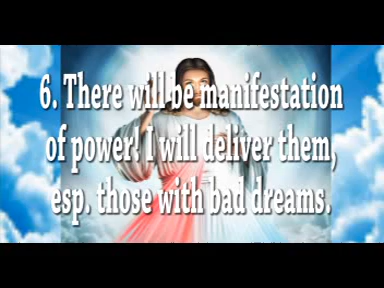 6. There will be manifestation
of power! I will deliver them,
esp. those with bad dreams.